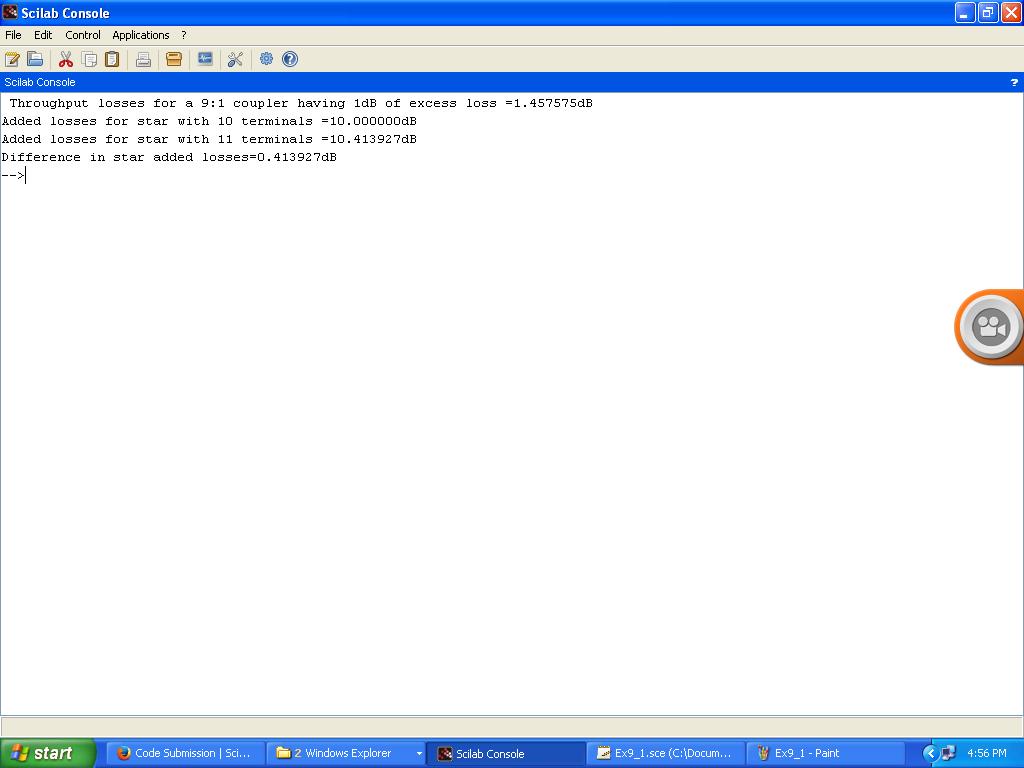 Scilab Console
File Edit Control Applications ?
Scilab Console ?
Throughput losses for a 9:1 coupler having 1dB of excess loss =1.457575dB
Added losses for star with 10 terminals =10.000000dB
Added losses for star with 11 terminals =10.413927dB
Difference in star added losses=0.413927dB
-->
start Code Submission | Sci... 2 Windows Explorer Scilab Console Ex9_1.sce (C:\Docum... Ex9_1 - Paint 4:56 PM